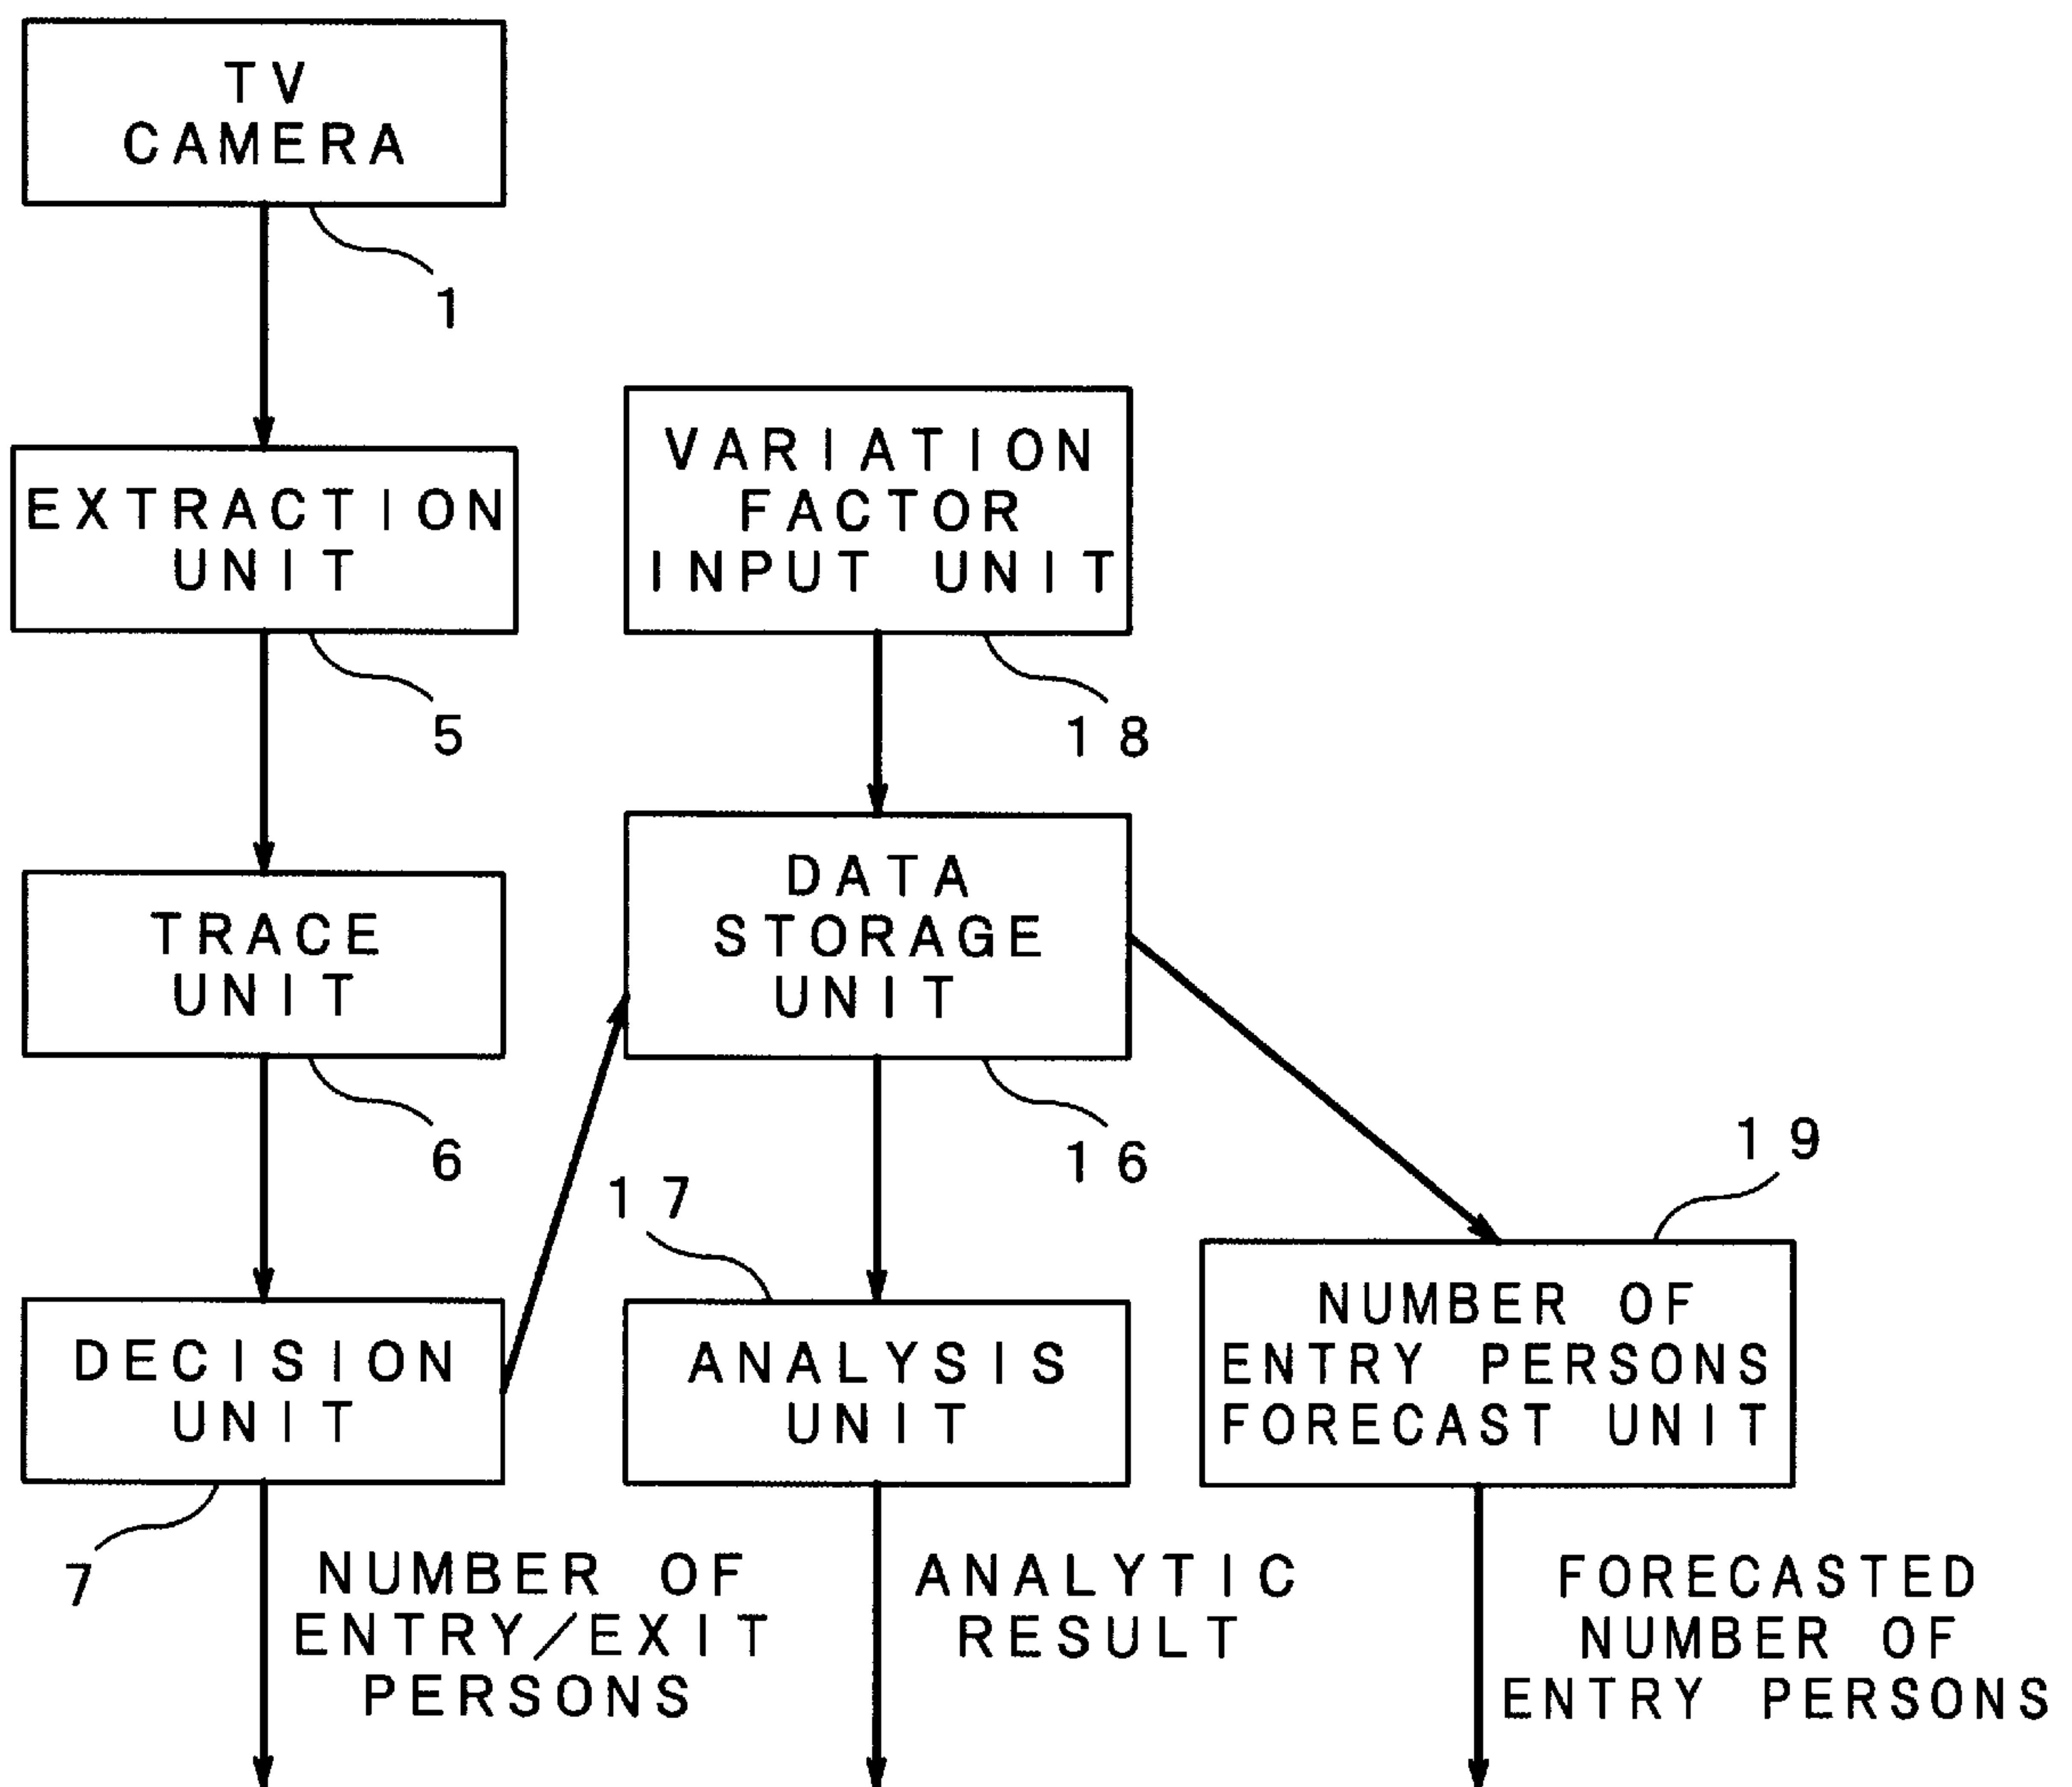 TV
CAMERA
1
EXTRACTION
UNIT
5
VARIATION
FACTOR
INPUT UNIT
18
TRACE
UNIT
6
DATA
STORAGE
UNIT
16
17
19
DECISION
UNIT
7
ANALYSIS
UNIT
NUMBER OF
ENTRY PERSONS
FORECAST UNIT
NUMBER OF
ENTRY/EXIT
PERSONS
ANALYTIC
RESULT
FORECASTED
NUMBER OF
ENTRY PERSONS